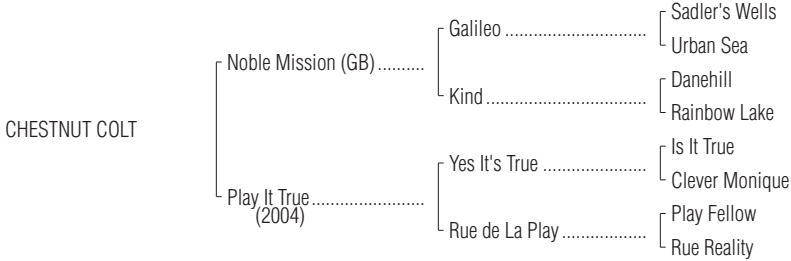 Sadler's Wells
Galileo ................................
Urban Sea
Noble Mission (GB) ..........
Danehill
Kind .....................................
Rainbow Lake
CHESTNUT COLT
Is It True
Yes It's True ........................
Clever Monique
Play It True ........................
(2004)
Play Fellow
Rue de La Play ...................
Rue Reality